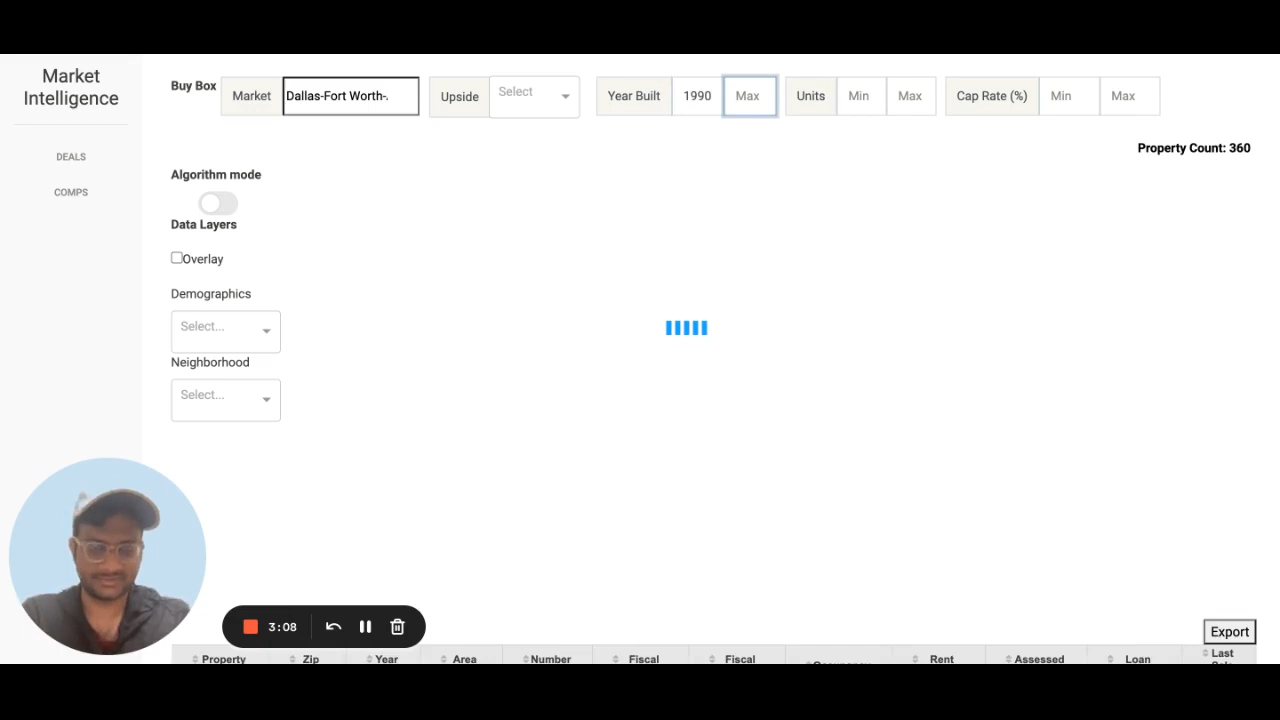 Market
Intelligence
DEALS
COMPS
Buy Box
Market
Dallas-Fort Worth-.
Upside
Select
Year Built
1990
Max
Units
Min
Max
Cap Rate (%)
Min
Max
Property Count: 360
Algorithm mode
Data Layers
Overlay
Demographics
Select...
Neighborhood
Select...
3:08
Export
Property
Zip
Year
Area
Number
Fiscal
Fiscal
Occupancy
Rent
Assessed
Loan
Last